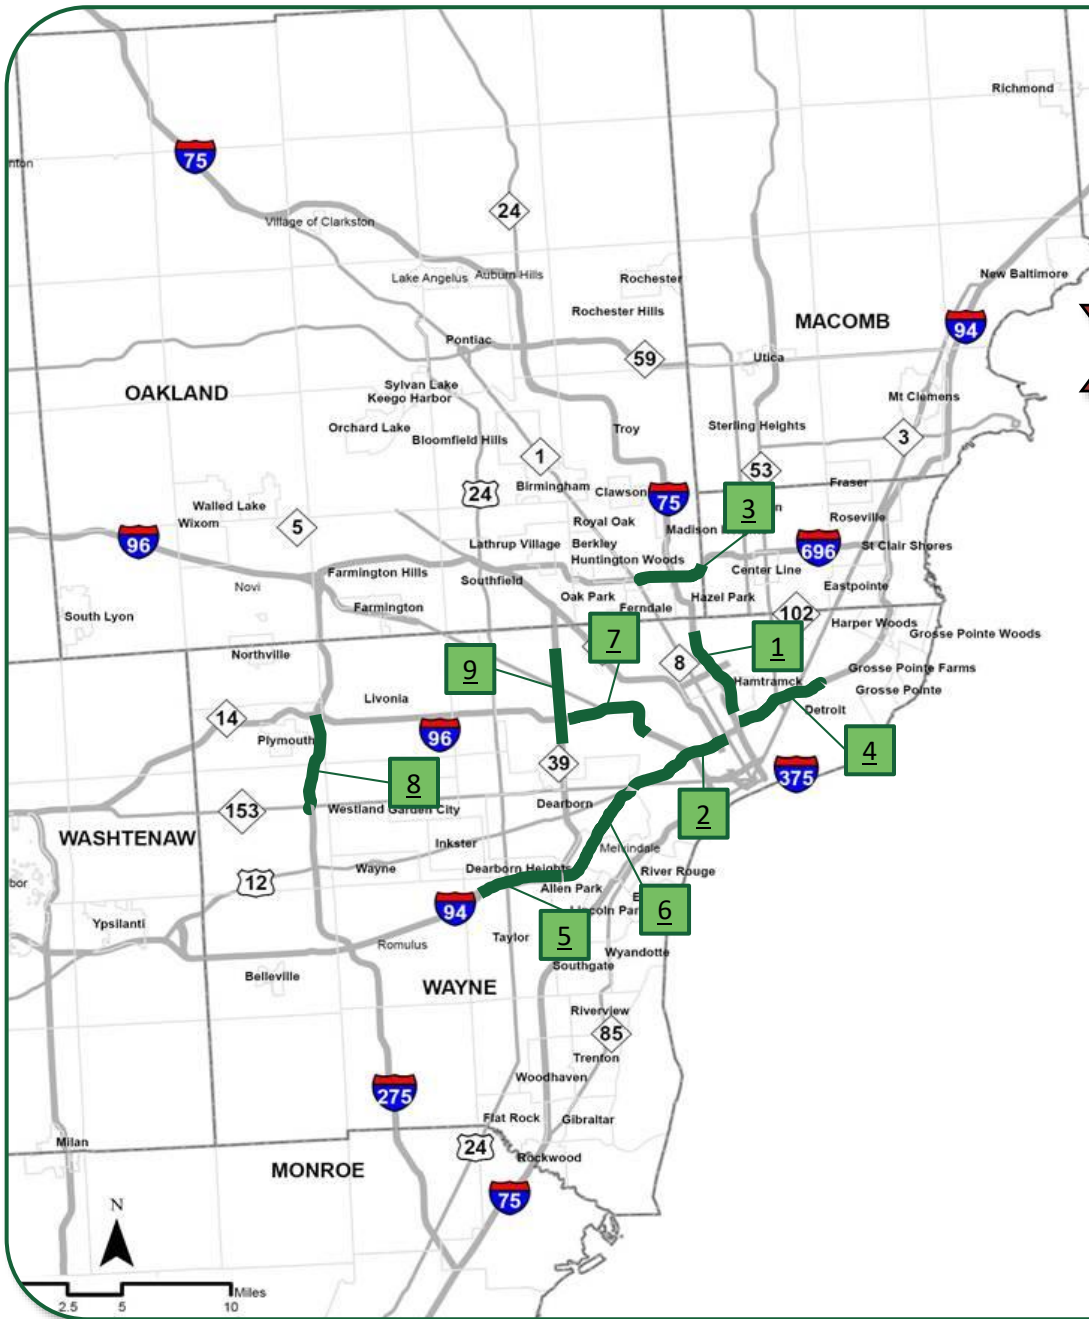 Richmond
75
24
Village of Clarkston
Lake Angelus
Auburn Hills
Rochester
New Baltimore
Rochester Hills
MACOMB
94
Pontiac
59
Utica
OAKLAND
Sylvan Lake
Keego Harbor
Mt Clemens
Orchard Lake
Bloomfield Hills
Troy
Sterling Heights
3
1
53
24
Birmingham
Clawson
75
Fraser
Walled Lake
Wixom
5
3
Royal Oak
Madison
Roseville
96
Lathrup Village
Berkley
696
St Clair Shores
Huntington Woods
Center Line
Farmington Hills
Southfield
Novi
Eastpointe
South Lyon
Farmington
Oak Park
Ferndale
Hazel Park
102
Harper Woods
Grosse Pointe Woods
Northville
7
1
9
8
Grosse Pointe Farms
Hamtramck
Grosse Pointe
Livonia
Detroit
14
Plymouth
96
4
39
375
8
153
Westland Garden City
Dearborn
2
WASHTENAW
Inkster
Melvindale
Wayne
Dearborn Heights
River Rouge
12
Allen Park
94
6
Ypsilanti
5
Taylor
Romulus
Wyandotte
Southgate
Belleville
WAYNE
Riverview
85
Trenton
Woodhaven
275
Flat Rock
Gibraltar
24
Milan
Rockwood
MONROE
75
N
Miles
2.5
5
10